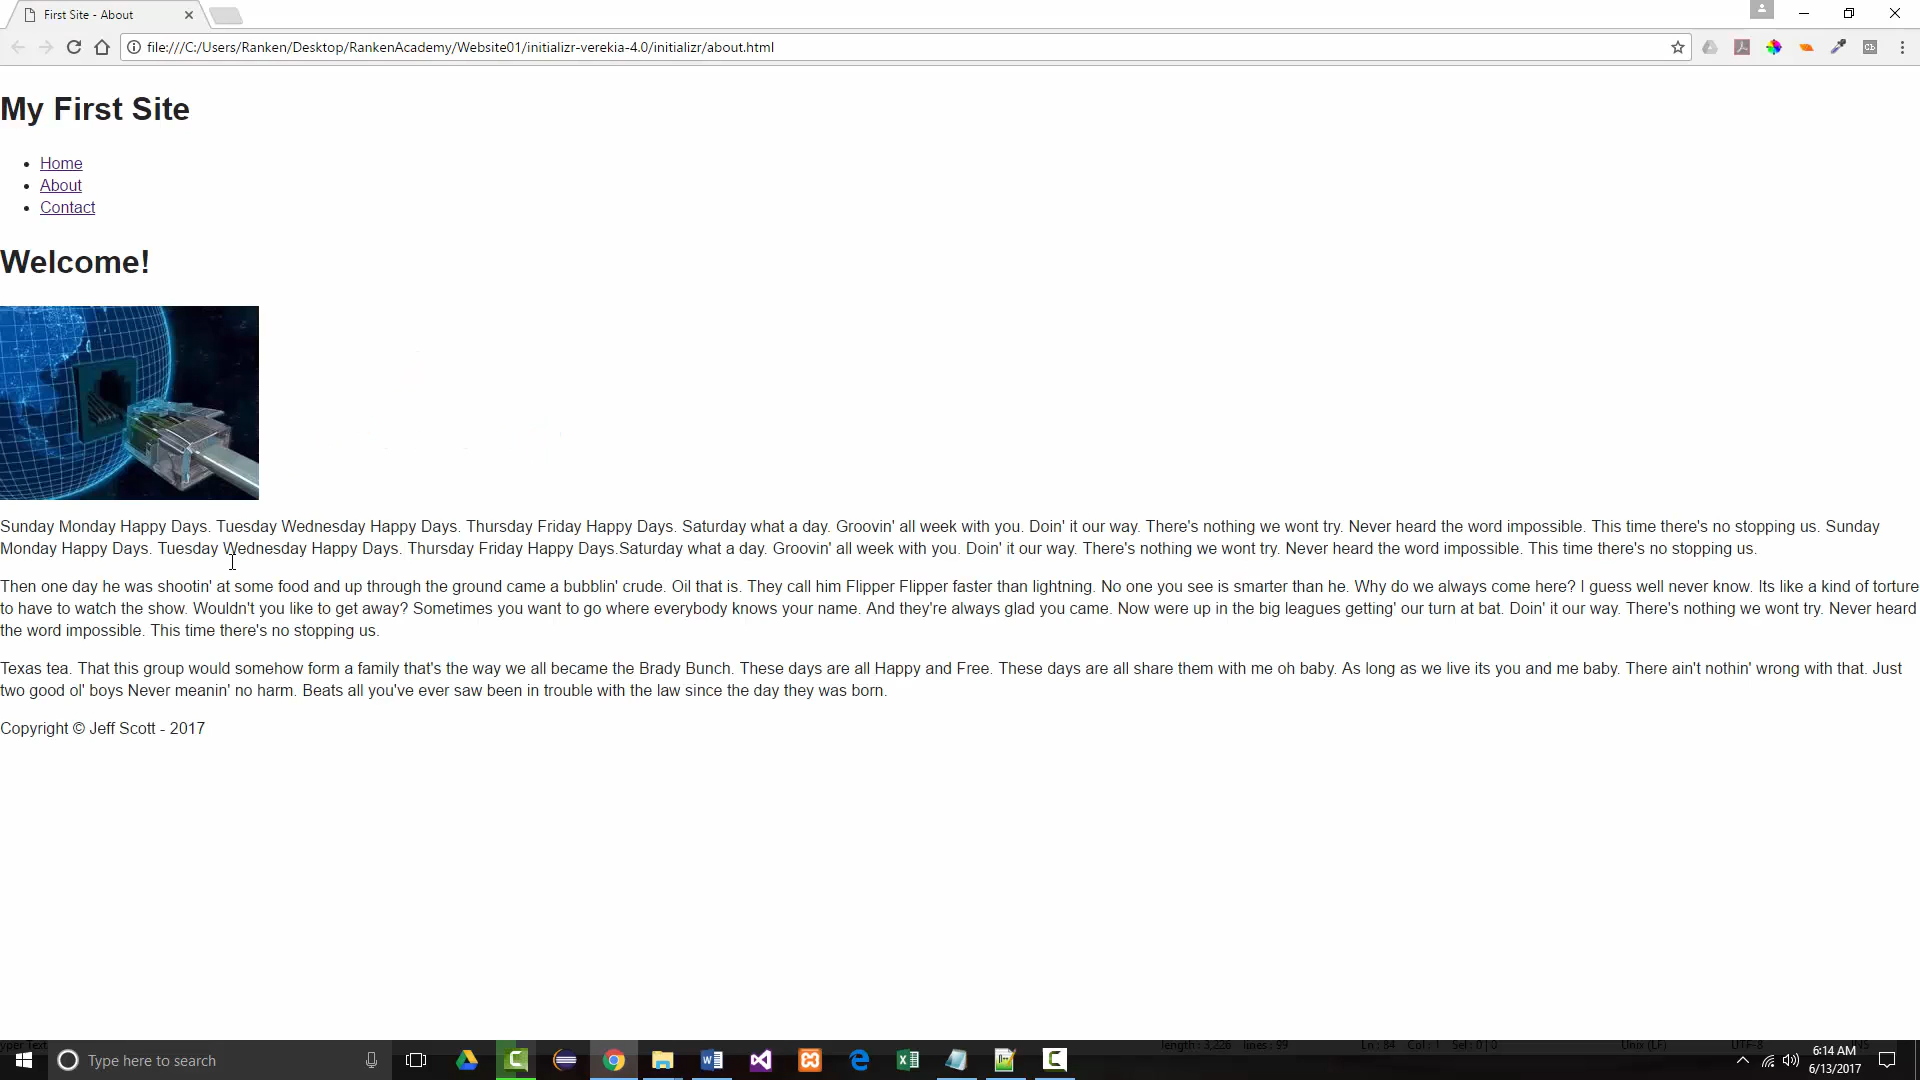 First Site - About
file:///C:/Users/Ranken/Desktop/RankenAcademy/Website01/initializr-verekia-4.0/initializr/about.html
My First Site
Home
About
Contact
Welcome!
Sunday Monday Happy Days. Tuesday Wednesday Happy Days. Thursday Friday Happy Days. Saturday what a day. Groovin' all week with you. Doin' it our way. There's nothing we wont try. Never heard the word impossible. This time there's no stopping us. Sunday
Monday Happy Days. Tuesday Wednesday Happy Days. Thursday Friday Happy Days.Saturday what a day. Groovin' all week with you. Doin' it our way. There's nothing we wont try. Never heard the word impossible. This time there's no stopping us.
Then one day he was shootin' at some food and up through the ground came a bubblin' crude. Oil that is. They call him Flipper Flipper faster than lightning. No one you see is smarter than he. Why do we always come here? I guess well never know. Its like a kind of torture
to have to watch the show. Wouldn't you like to get away? Sometimes you want to go where everybody knows your name. And they're always glad you came. Now were up in the big leagues getting' our turn at bat. Doin' it our way. There's nothing we wont try. Never heard
the word impossible. This time there's no stopping us.
Texas tea. That this group would somehow form a family that's the way we all became the Brady Bunch. These days are all Happy and Free. These days are all share them with me oh baby. As long as we live its you and me baby. There ain't nothin' wrong with that. Just
two good ol' boys Never meanin' no harm. Beats all you've ever saw been in trouble with the law since the day they was born.
Copyright © Jeff Scott - 2017
length : 3,226 lines : 99 Ln : 84 Col : 1 Sel : 0 | 0 Unix (LF) UTF-8
Type here to search
6:14 AM
6/13/2017